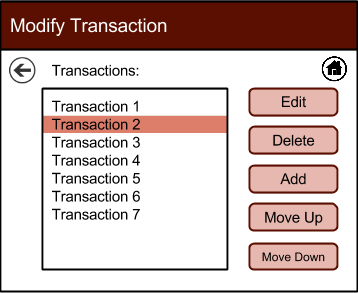 Modify Transaction
Transactions:
Transaction 1
Transaction 2
Transaction 3
Transaction 4
Transaction 5
Transaction 6
Transaction 7
Edit
Delete
Add
Move Up
Move Down